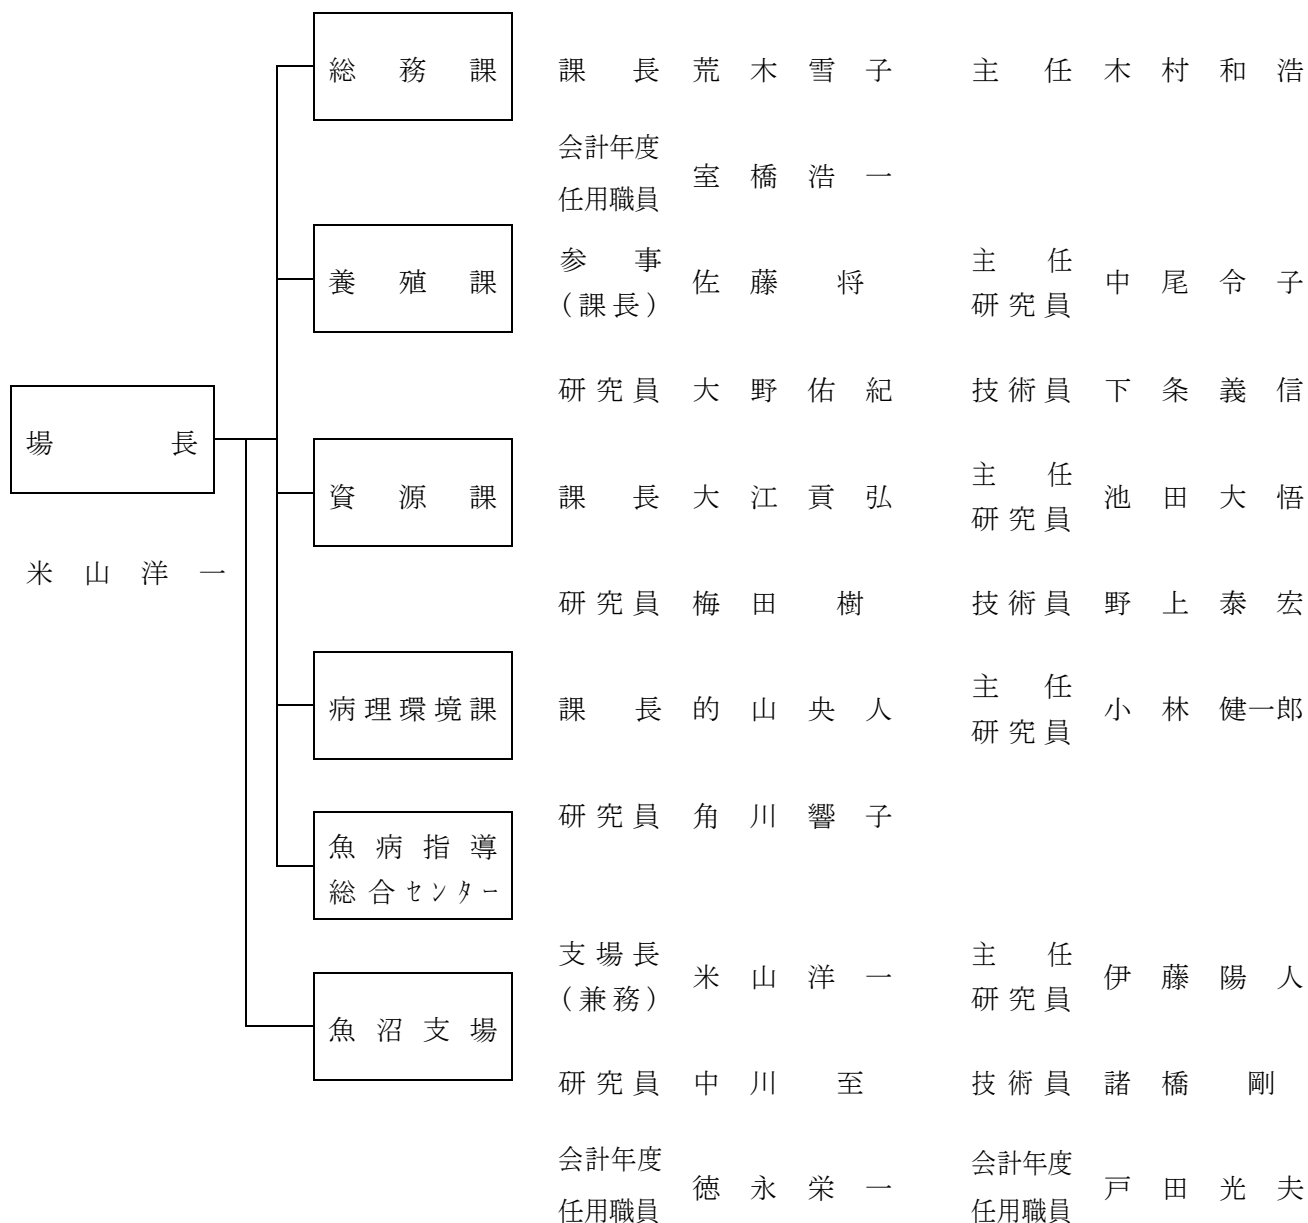 総務課 課長 荒木雪子 主任 木村和浩
会計年度
任用職員 室橋浩一
養殖課 参事
(課長) 佐藤将 主任
研究員 中尾令子
研究員 大野佑紀 技術員 下条義信
場長
米山洋一
資源課 課長 大江貢弘 主任
研究員 池田大悟
研究員 梅田樹 技術員 野上泰宏
病理環境課 課長 的山央人 主任
研究員 小林健一郎
研究員 角川響子
魚病指導
総合センター
魚沼支場 支場長
(兼務) 米山洋一 主任
研究員 伊藤陽人
研究員 中川至 技術員 諸橋剛
会計年度
任用職員 徳永栄一 会計年度
任用職員 戸田光夫